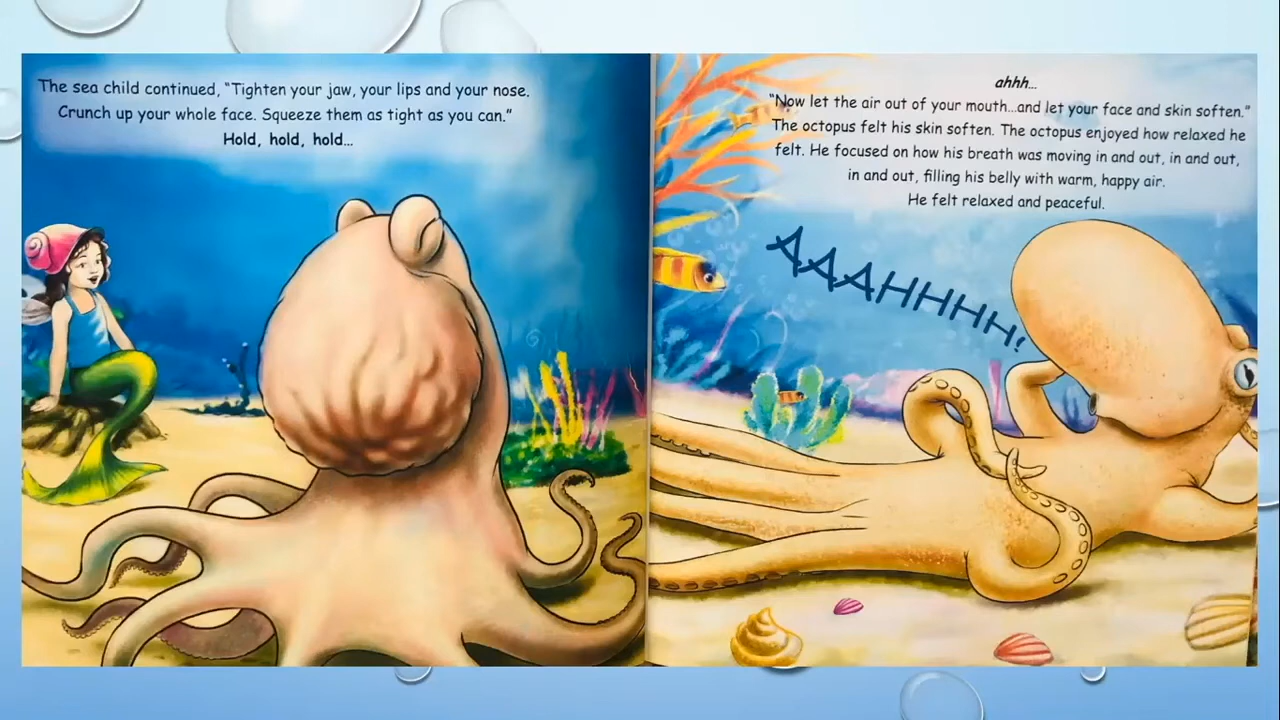 The sea child continued, “Tighten your jaw, your lips and your nose.
Crunch up your whole face. Squeeze them as tight as you can.”
Hold, hold, hold...
ahhh...
“Now let the air out of your mouth...and let your face and skin soften.”
The octopus felt his skin soften. The octopus enjoyed how relaxed he
felt. He focused on how his breath was moving in and out, in and out,
in and out, filling his belly with warm, happy air.
He felt relaxed and peaceful.
AAAHHHH!